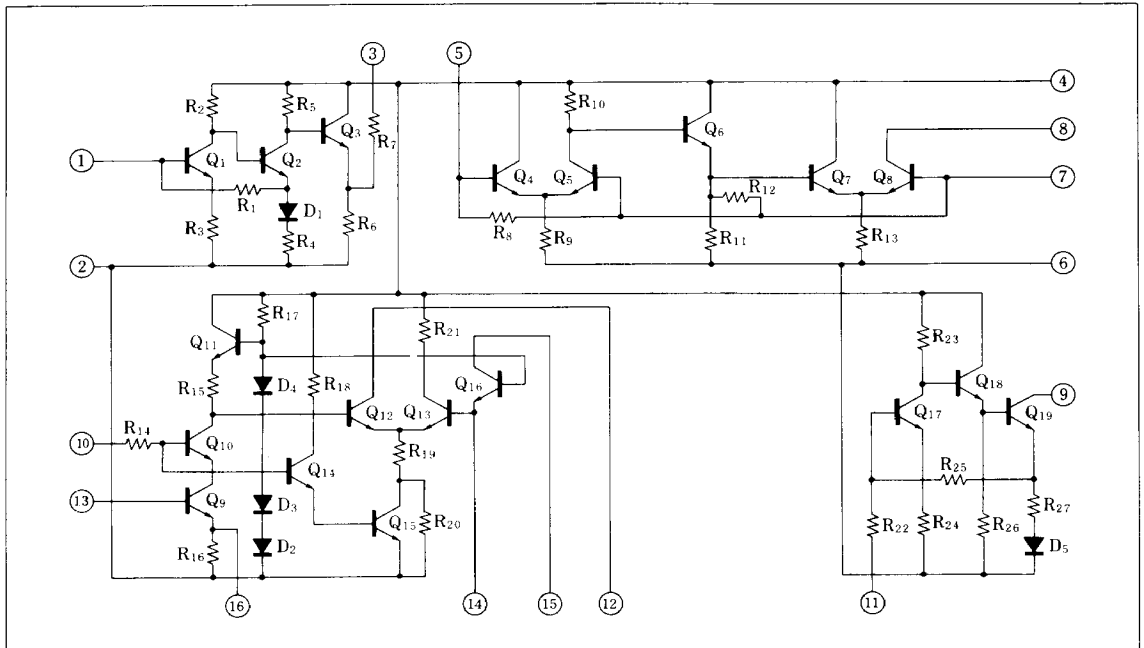 ③ ⑤
④
R2 R5 R10
Q3 Q6
⑧
R7
① Q1 Q2 Q4 Q5 Q7 Q8 ⑦
R12
R1
D1
R3 R4 R6 R8 R9 R11 R13
② ⑥
R17
R21
Q11 R23
D4 Q16 Q18
R15 R18
⑨
Q12 Q13 Q17 Q19
R14
⑩ Q10
R19
Q14
R25
⑬ Q9 D3
R27
Q15 R20 R22 R24 R26
R16 D2 D5
⑯ ⑭ ⑮ ⑫ ⑪